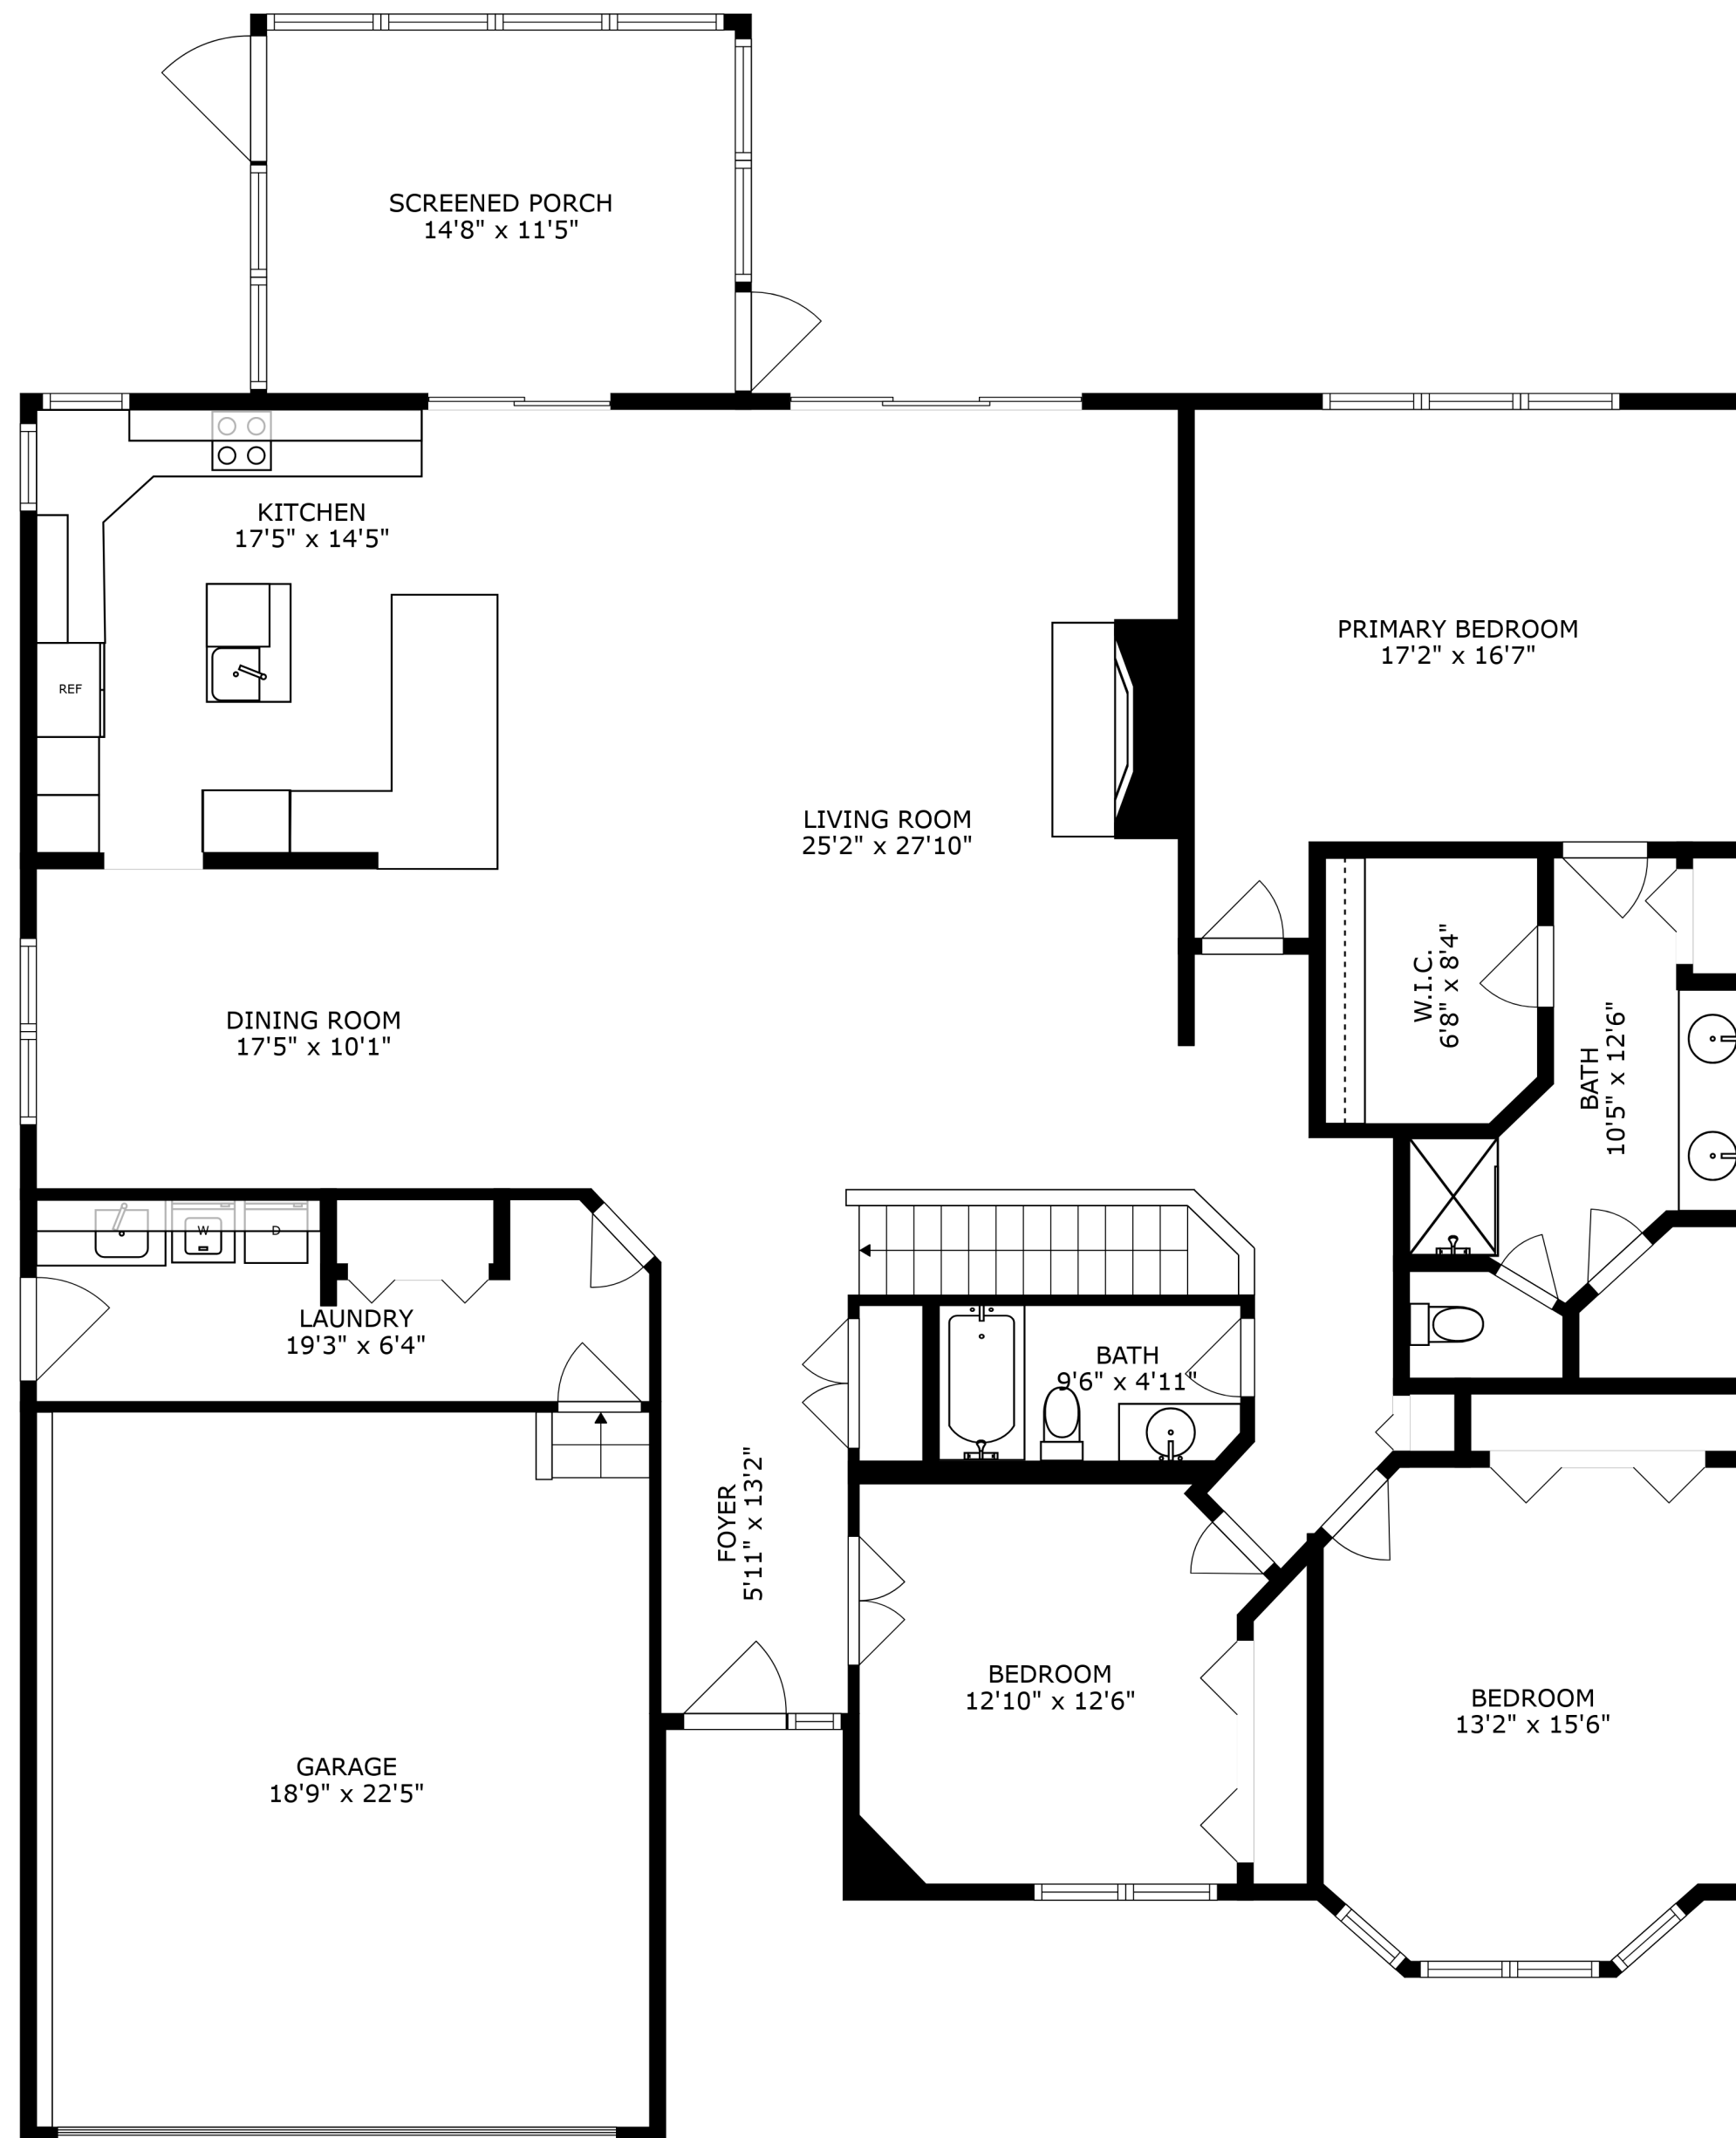 SCREENED PORCH
14'8" x 11'5"
KITCHEN
17'5" x 14'5"
REF
PRIMARY BEDROOM
17'2" x 16'7"
LIVING ROOM
25'2" x 27'10"
W.I.C.
6'8" x 8'4"
DINING ROOM
17'5" x 10'1"
BATH
10'5" x 12'6"
W
D
LAUNDRY
19'3" x 6'4"
BATH
9'6" x 4'11"
FOYER
5'11" x 13'2"
BEDROOM
12'10" x 12'6"
BEDROOM
13'2" x 15'6"
GARAGE
18'9" x 22'5"